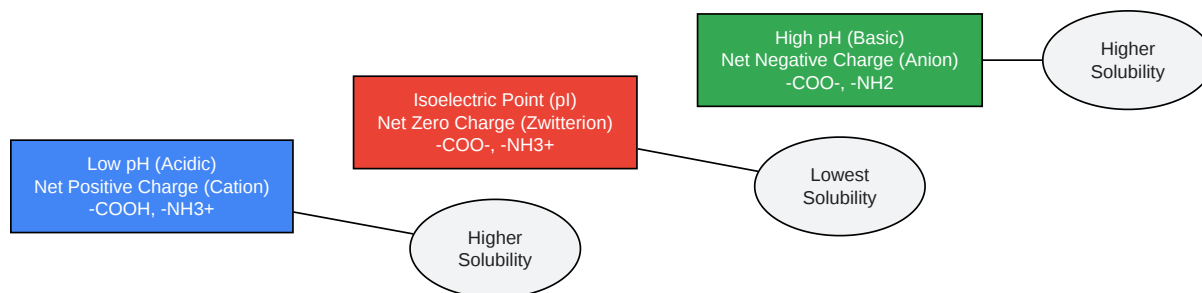 High pH (Basic)
Net Negative Charge (Anion)
-COO-, -NH2
Higher
Solubility
Isoelectric Point (pI)
Net Zero Charge (Zwitterion)
-COO-, -NH3+
Lowest
Solubility
Low pH (Acidic)
Net Positive Charge (Cation)
-COOH, -NH3+
Higher
Solubility